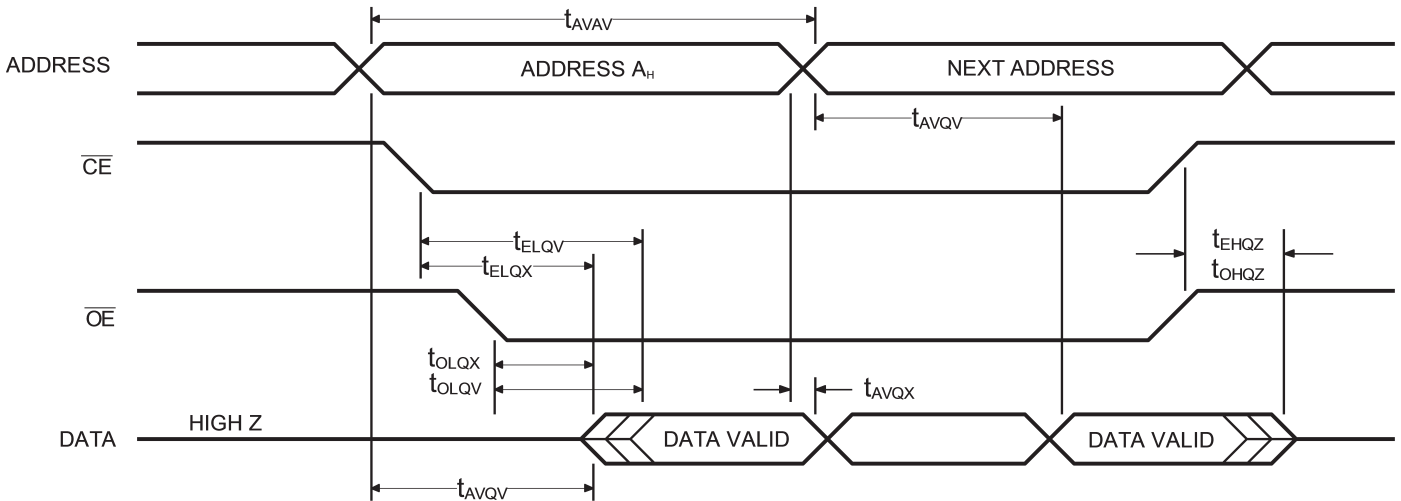 tAVAV
ADDRESS
ADDRESS AH
NEXT ADDRESS
tAVQV
CE
tELQV
tELQX
tEHQZ
tOHQZ
OE
tOLQX
tOLQV
tAVQX
HIGH Z
DATA
DATA VALID
DATA VALID
tAVQV